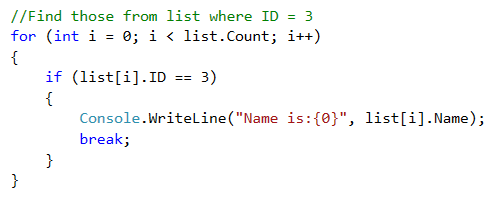 //Find those from list where ID = 3
for (int i = 0; i < list.Count; i++)
{
    if (list[i].ID == 3)
    {
        Console.WriteLine("Name is:{0}", list[i].Name);
        break;
    }
}